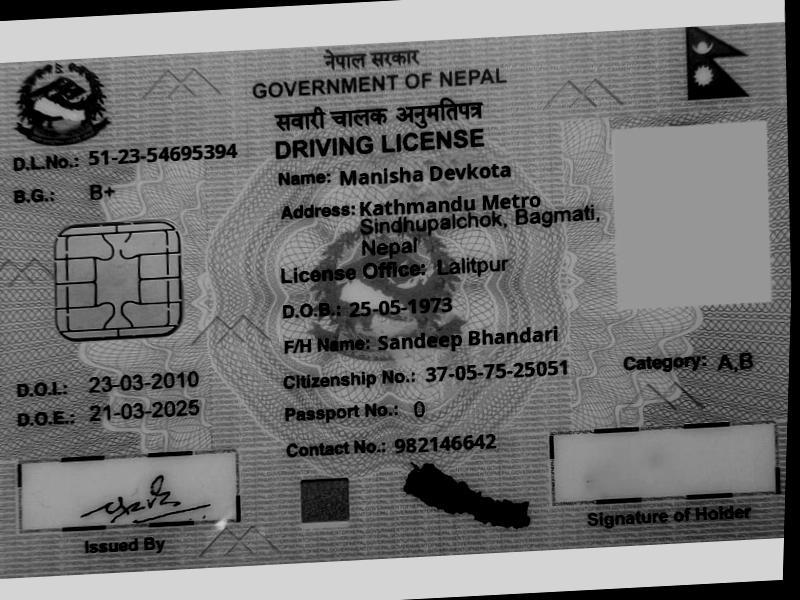 नेपाल सरकार
GOVERNMENT OF NEPAL
सवारी चालक अनुमतिपत्र
DRIVING LICENSE
D.L.No.: 51-23-54695394
B.G.: B+
Name: Manisha Devkota
Address: Kathmandu Metro
Sindhupalchok, Bagmati,
Nepal
License Office: Lalitpur
D.O.B.: 25-05-1973
F/H Name: Sandeep Bhandari
Citizenship No.: 37-05-75-25051
Passport No.: 0
Contact No.: 982146642
Category: A,B
D.O.I.: 23-03-2010
D.O.E.: 21-03-2025
Issued By
Signature of Holder